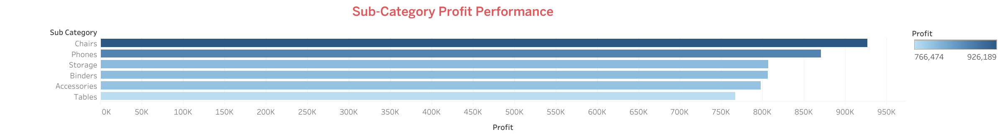 Sub-Category Profit Performance
Sub Category
Chairs
Phones
Storage
Binders
Accessories
Tables
0K 50K 100K 150K 200K 250K 300K 350K 400K 450K 500K 550K 600K 650K 700K 750K 800K 850K 900K 950K
Profit
Profit
766,474 926,189